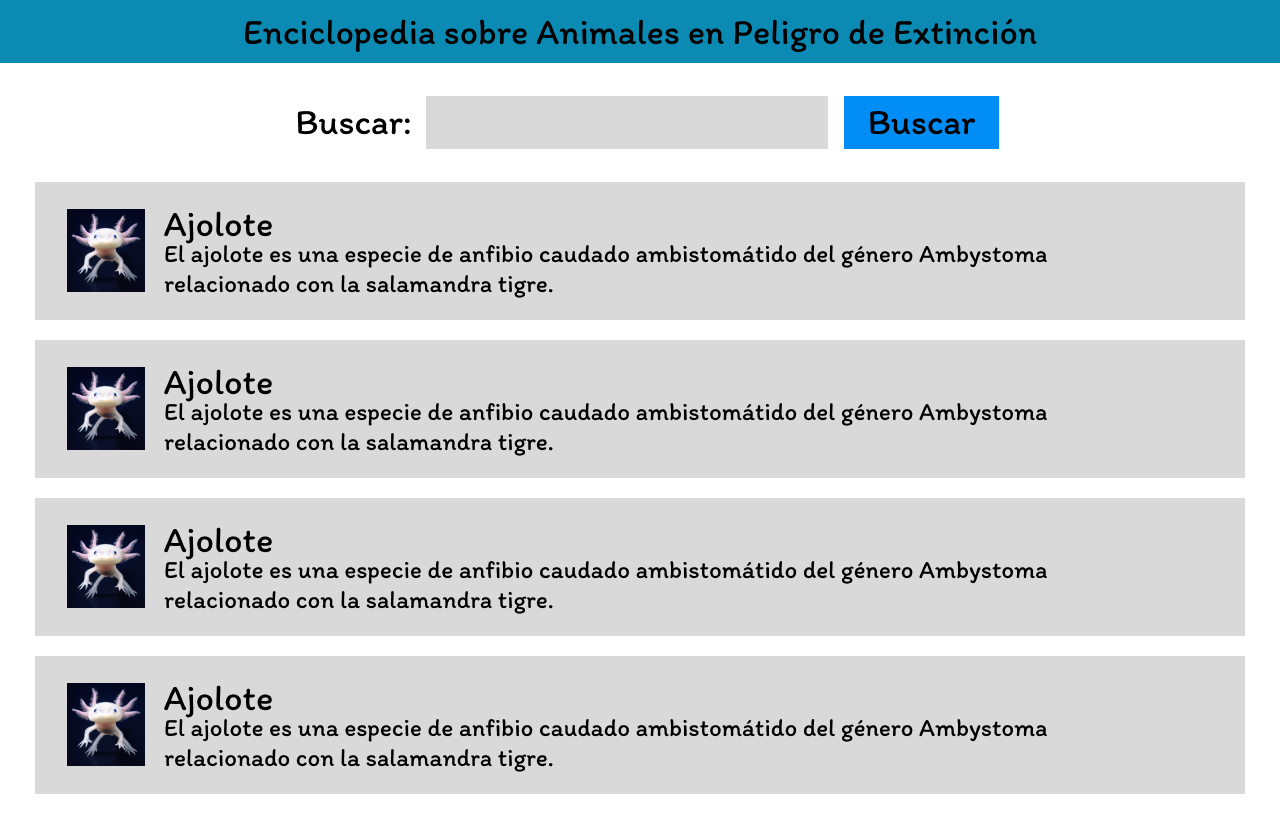 Enciclopedia sobre Animales en Peligro de Extinción
Buscar: Buscar
Ajolote
El ajolote es una especie de anfibio caudado ambistomátido del género Ambystoma
relacionado con la salamandra tigre.
Ajolote
El ajolote es una especie de anfibio caudado ambistomátido del género Ambystoma
relacionado con la salamandra tigre.
Ajolote
El ajolote es una especie de anfibio caudado ambistomátido del género Ambystoma
relacionado con la salamandra tigre.
Ajolote
El ajolote es una especie de anfibio caudado ambistomátido del género Ambystoma
relacionado con la salamandra tigre.